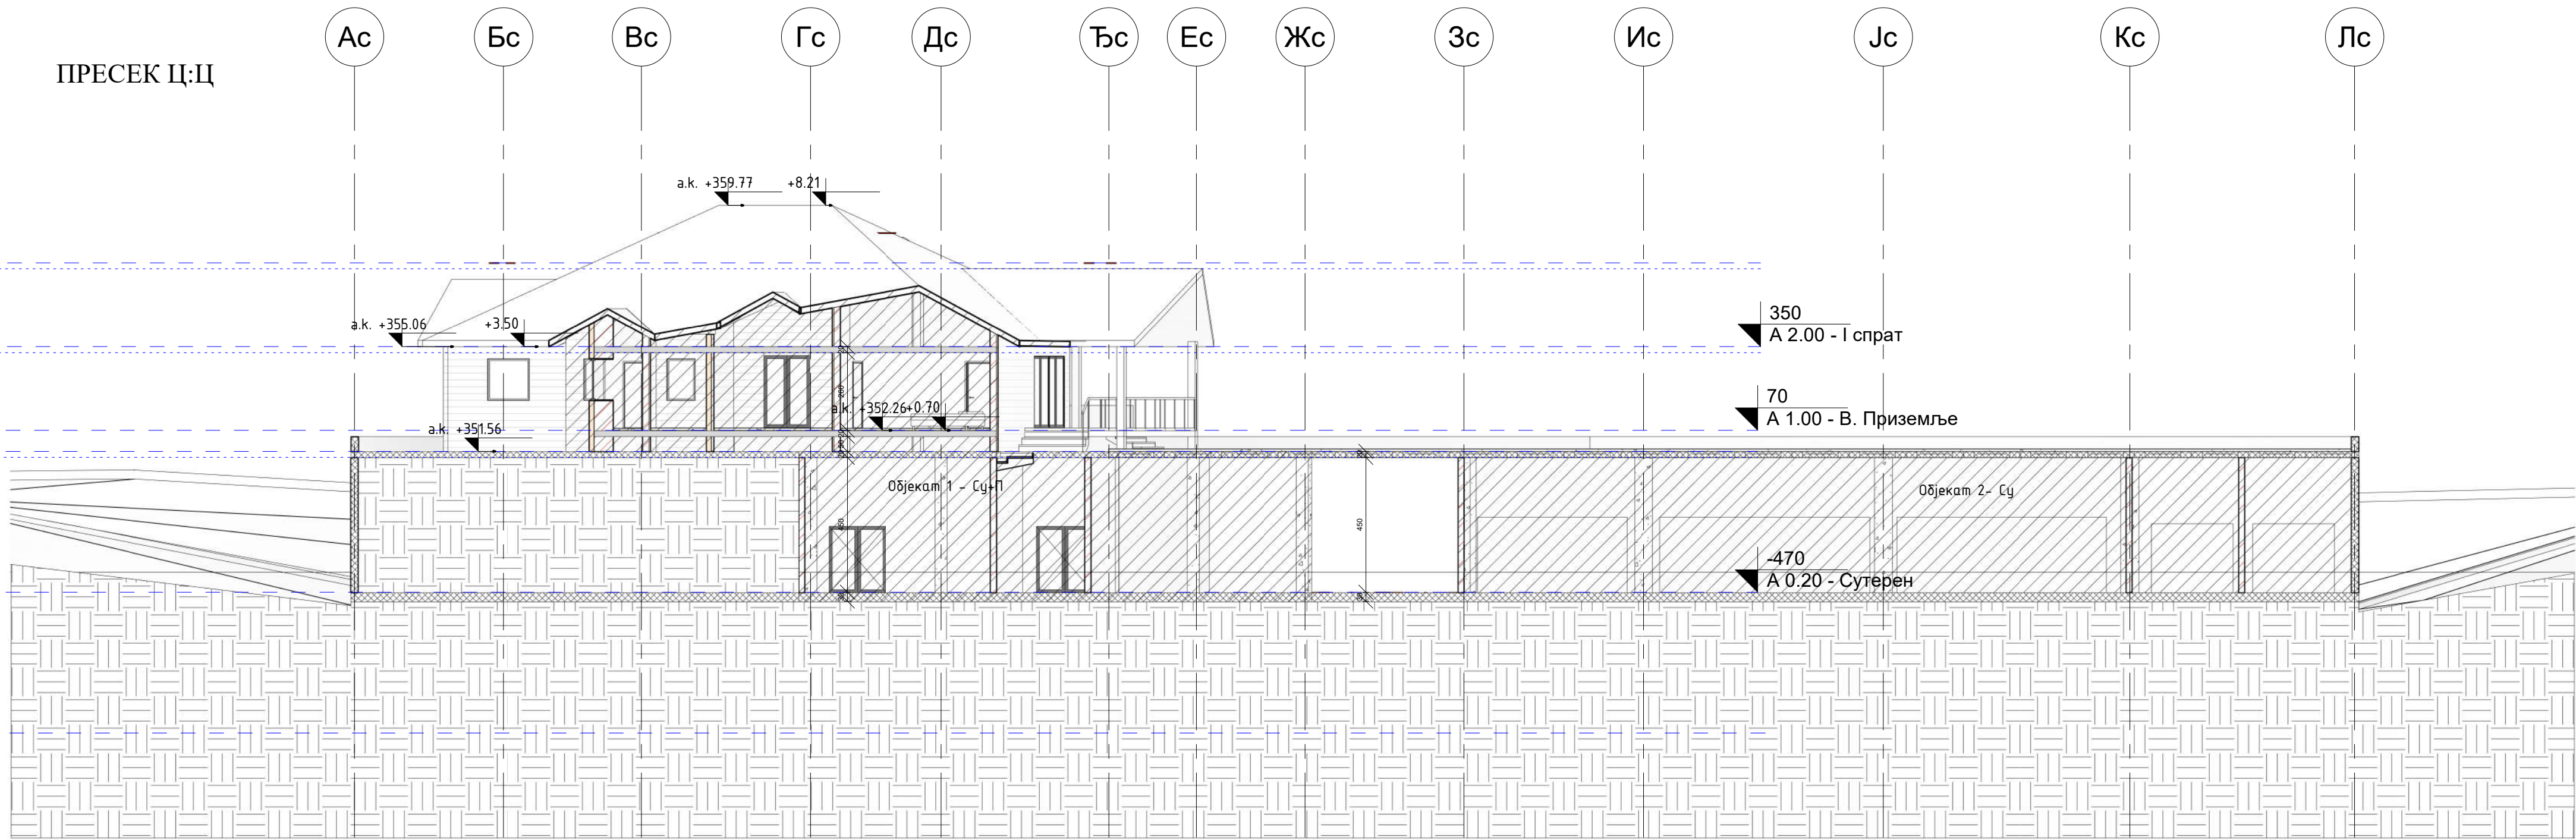 Ас Бс Вс Гс Дс Ђс Ес Жс Зс Ис Јс Кс Лс
ПРЕСЕК Ц:Ц
а.к. +359.77 +8.21
350
А 2.00 - I спрат
а.к. +355.06 +3.50
70
А 1.00 - В. Приземље
а.к. +352.26 +0.70
а.к. +351.56
Објекат 1 - Су+П
Објекат 2- Су
450
450
-470
А 0.20 - Сутерен